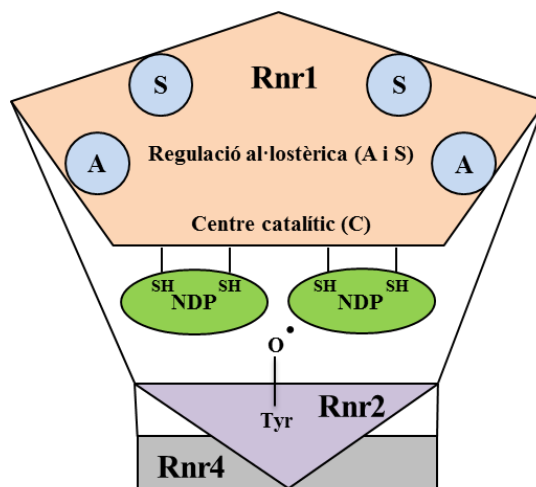 S
Rnr1
S
A
Regulació al·lostèrica (A i S)
A
Centre catalític (C)
SH SH
NDP
SH SH
NDP
O •
Tyr
Rnr2
Rnr4